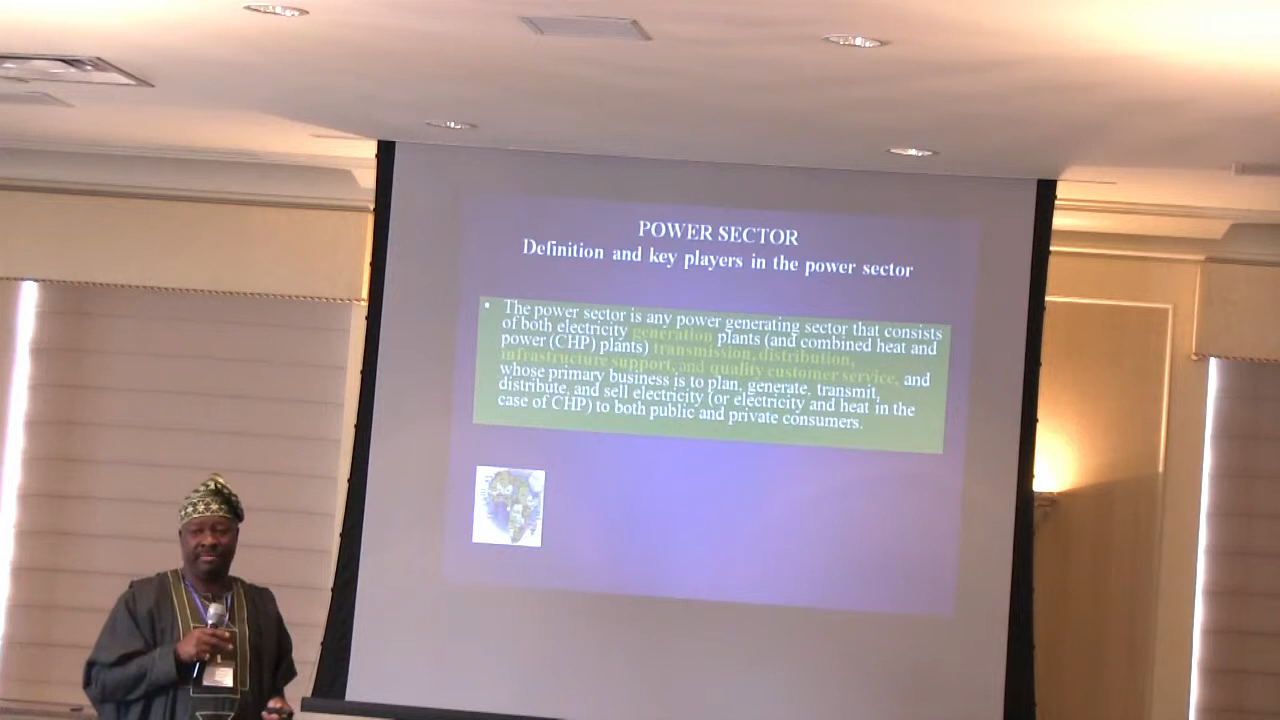 POWER SECTOR
Definition and key players in the power sector
• The power sector is any power generating sector that consists
of both electricity generation plants (and combined heat and
power (CHP) plants) transmission, distribution,
infrastructure support, and quality customer service, and
whose primary business is to plan, generate, transmit,
distribute, and sell electricity (or electricity and heat in the
case of CHP) to both public and private consumers.